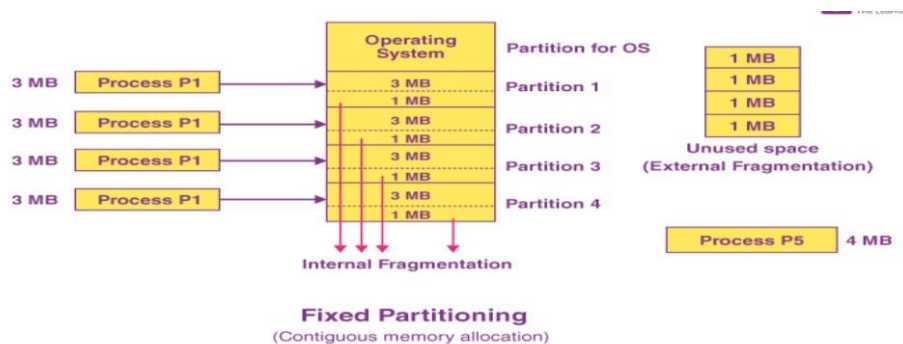 The Learni
Operating
System
Partition for OS
3 MB
Process P1
3 MB
1 MB
Partition 1
3 MB
Process P1
3 MB
1 MB
Partition 2
3 MB
Process P1
3 MB
1 MB
Partition 3
3 MB
Process P1
3 MB
1 MB
Partition 4
Internal Fragmentation
1 MB
1 MB
1 MB
1 MB
Unused space
(External Fragmentation)
Process P5
4 MB
Fixed Partitioning
(Contiguous memory allocation)